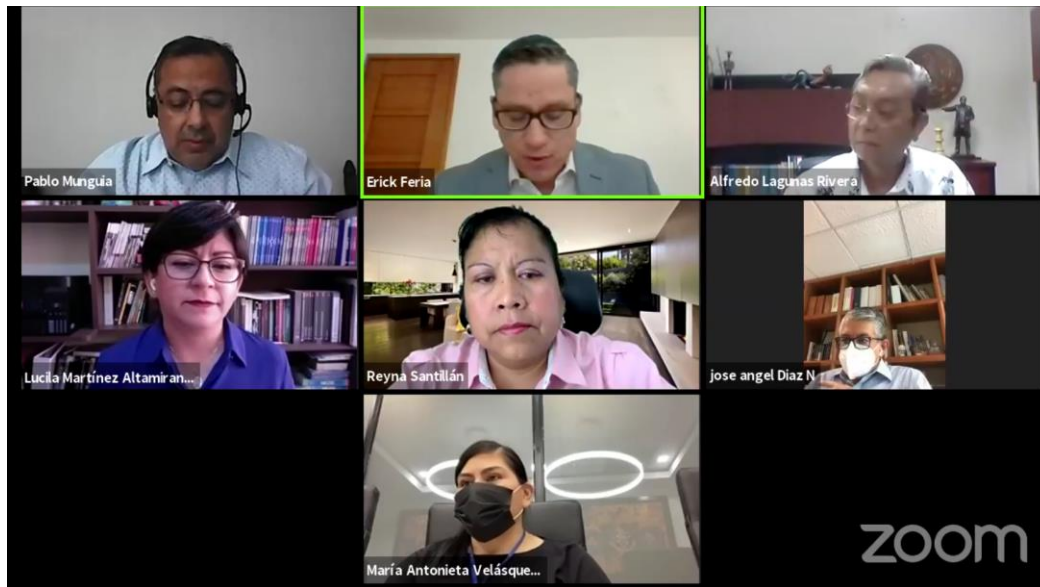 Pablo Munguia
Erick Feria
Alfredo Lagunas Rivera
Lucila Martínez Altamiran...
Reyna Santillán
jose angel Diaz N
María Antonieta Velásque...
zoom